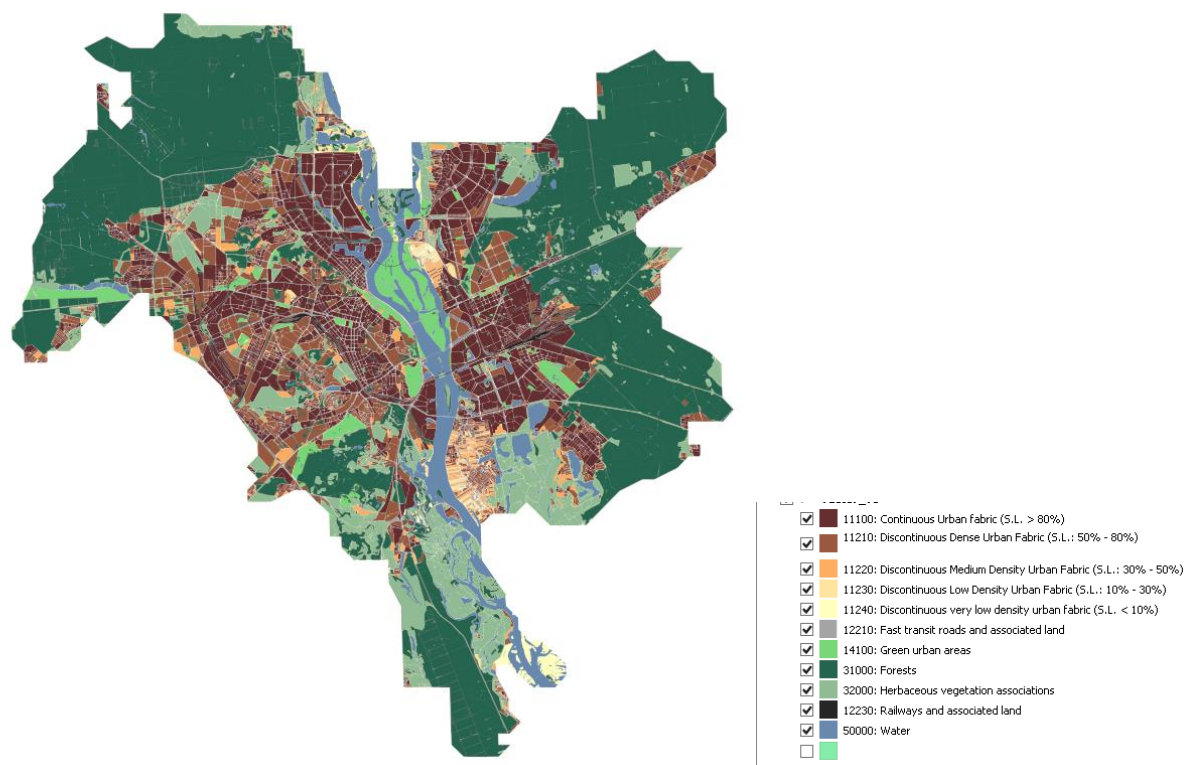 11100: Continuous Urban fabric (S.L. > 80%)
11210: Discontinuous Dense Urban Fabric (S.L.: 50% - 80%)
11220: Discontinuous Medium Density Urban Fabric (S.L.: 30% - 50%)
11230: Discontinuous Low Density Urban Fabric (S.L.: 10% - 30%)
11240: Discontinuous very low density urban fabric (S.L. < 10%)
12210: Fast transit roads and associated land
14100: Green urban areas
31000: Forests
32000: Herbaceous vegetation associations
12230: Railways and associated land
50000: Water